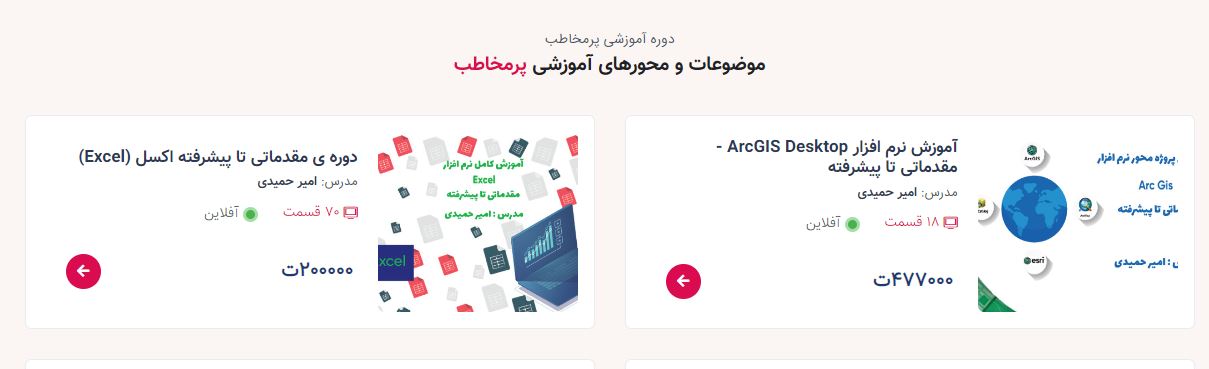 دوره آموزشی پرمخاطب
موضوعات و محورهای آموزشی پرمخاطب
آموزش نرم افزار ArcGIS Desktop -
مقدماتی تا پیشرفته
مدرس: امیر حمیدی
۱۸ قسمت
آفلاین
۴۷۷۰۰۰ت
ArcGIS
پروژه محور نرم افزار
Arc Gis
ماتی تا پیشرفته
esri
ی : امیر حمیدی
دوره ی مقدماتی تا پیشرفته اکسل (Excel)
مدرس: امیر حمیدی
۷۰ قسمت
آفلاین
۲۰۰۰۰۰۰ت
آموزش کامل نرم افزار
Excel
مقدماتی تا پیشرفته
مدرس : امیر حمیدی
xcel